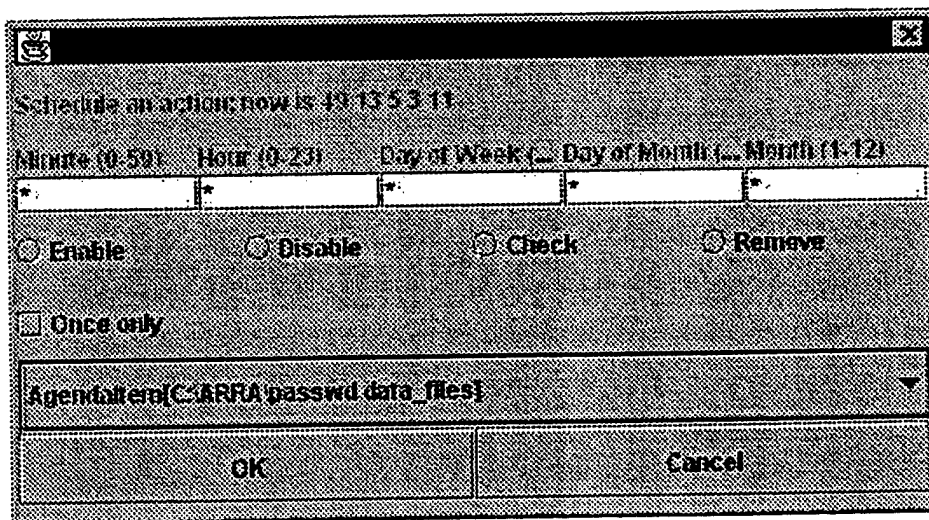 Schedule an action; now is 49 13 5 3 11
Minute (0-59) Hour (0-23) Day of Week (... Day of Month (... Month (1-12)
* * * * *
Enable Disable Check Remove
Once only
AgendaItem[C:\ARRA\passwd data_files]
OK Cancel